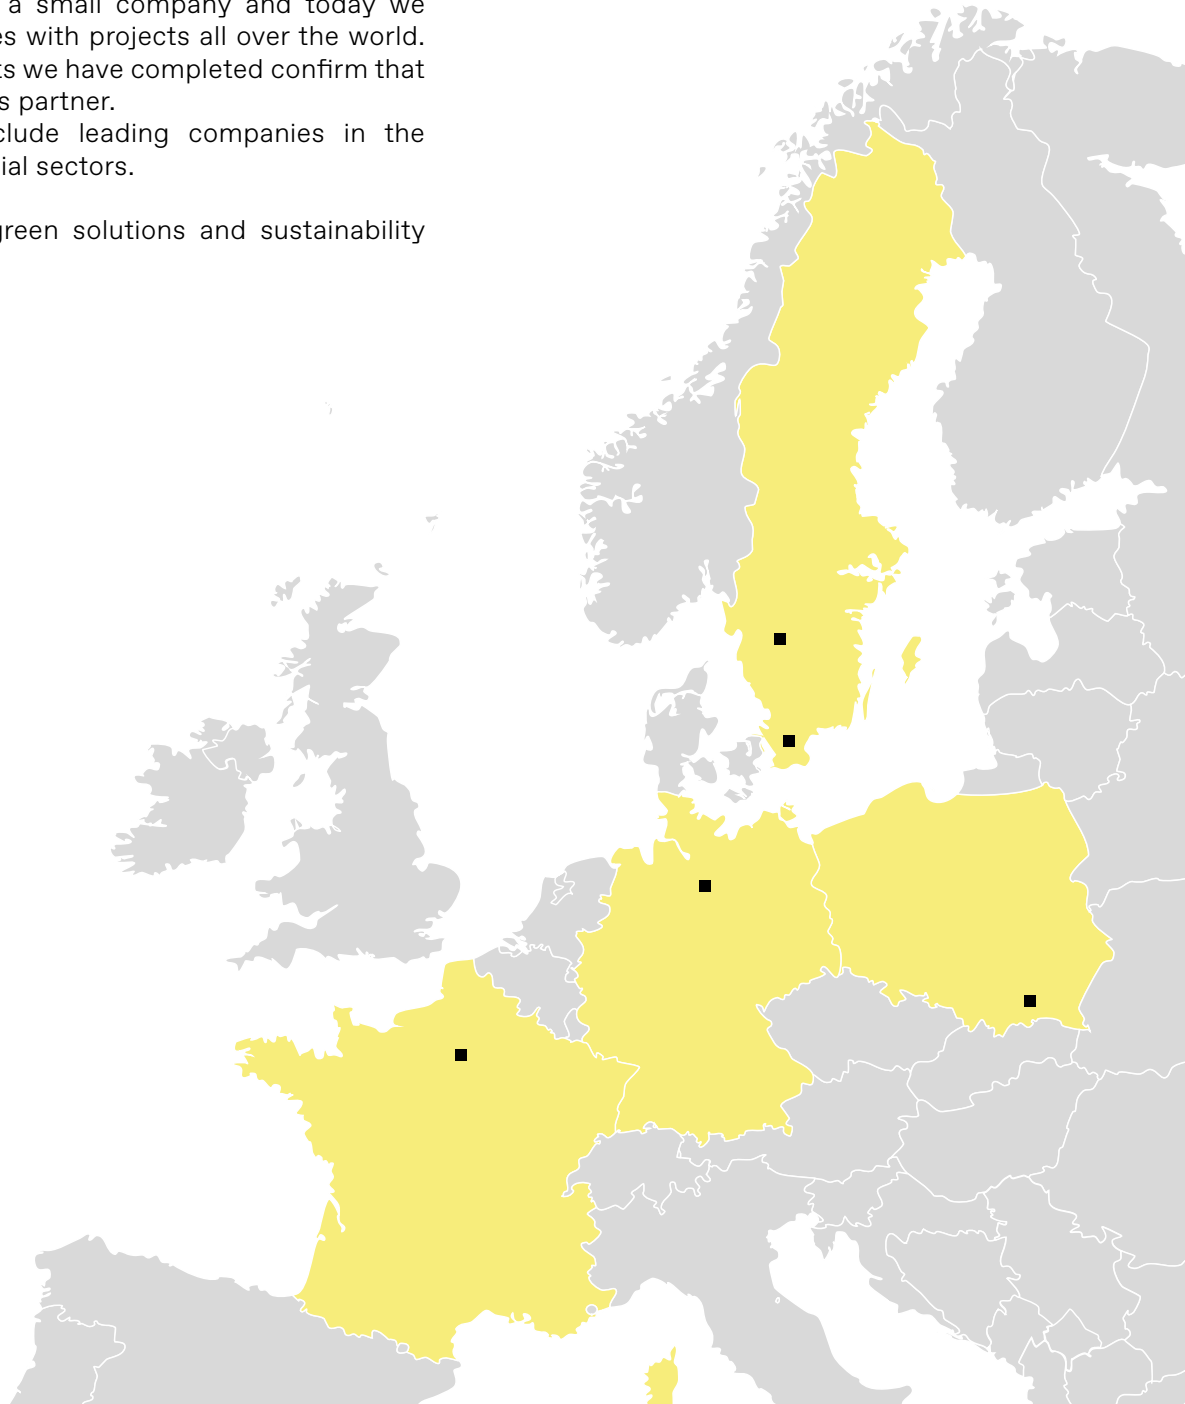 a small company and today we
es with projects all over the world.
ts we have completed confirm that
s partner.
clude leading companies in the
ial sectors.
green solutions and sustainability